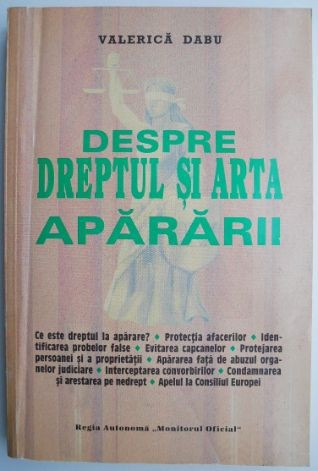 VALERICĂ DABU
DESPRE
DREPTUL ȘI ARTA
APĂRĂRII
Ce este dreptul la apărare? ♦ Protecția afacerilor ♦ Iden-
tificarea probelor false ♦ Evitarea capcanelor ♦ Protejarea
persoanei și a proprietății ♦ Apărarea față de abuzul orga-
nelor judiciare ♦ Interceptarea convorbirilor ♦ Condamnarea
și arestarea pe nedrept ♦ Apelul la Consiliul Europei
Regia Autonomă „Monitorul Oficial"